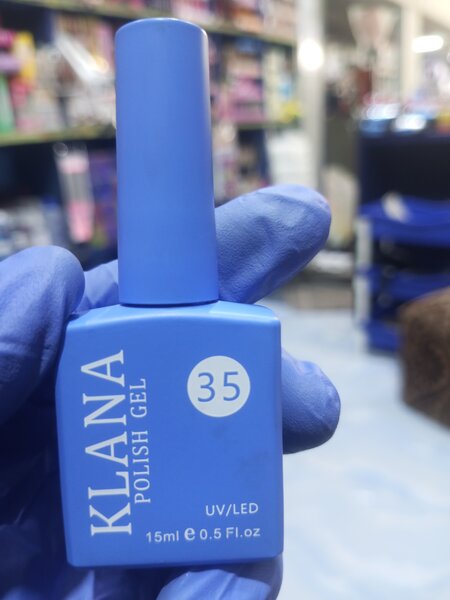 KLANA
POLISH GEL
35
UV/LED
15ml e 0.5 Fl.oz